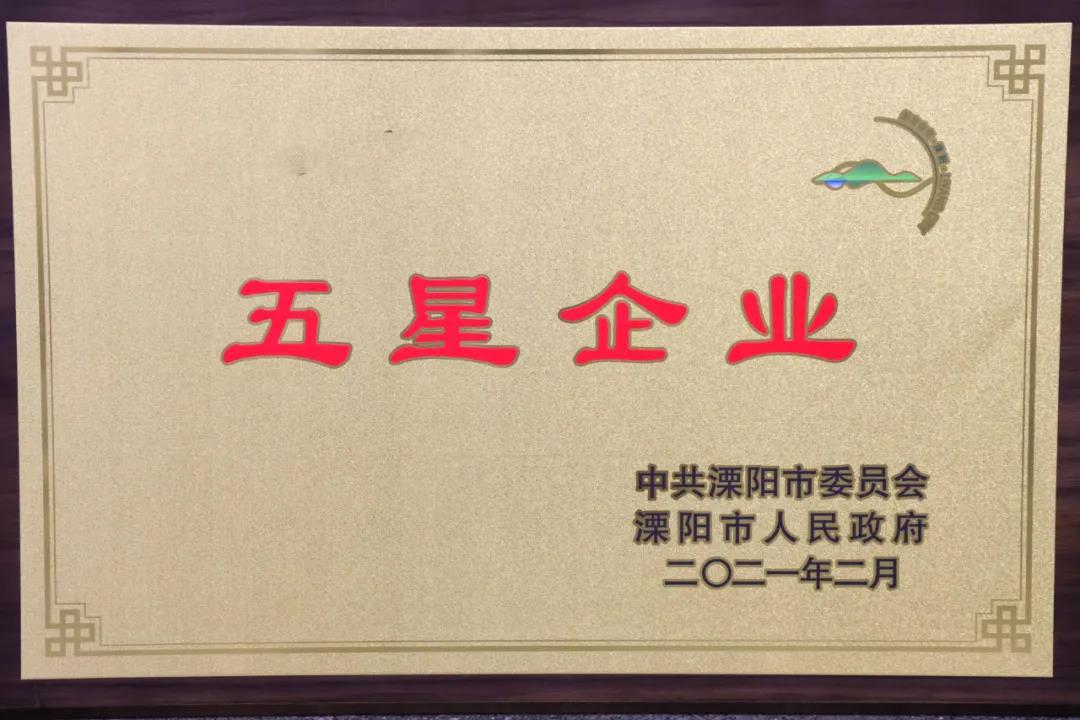 五星企业
中共溧阳市委员会
溧阳市人民政府
二〇二一年二月